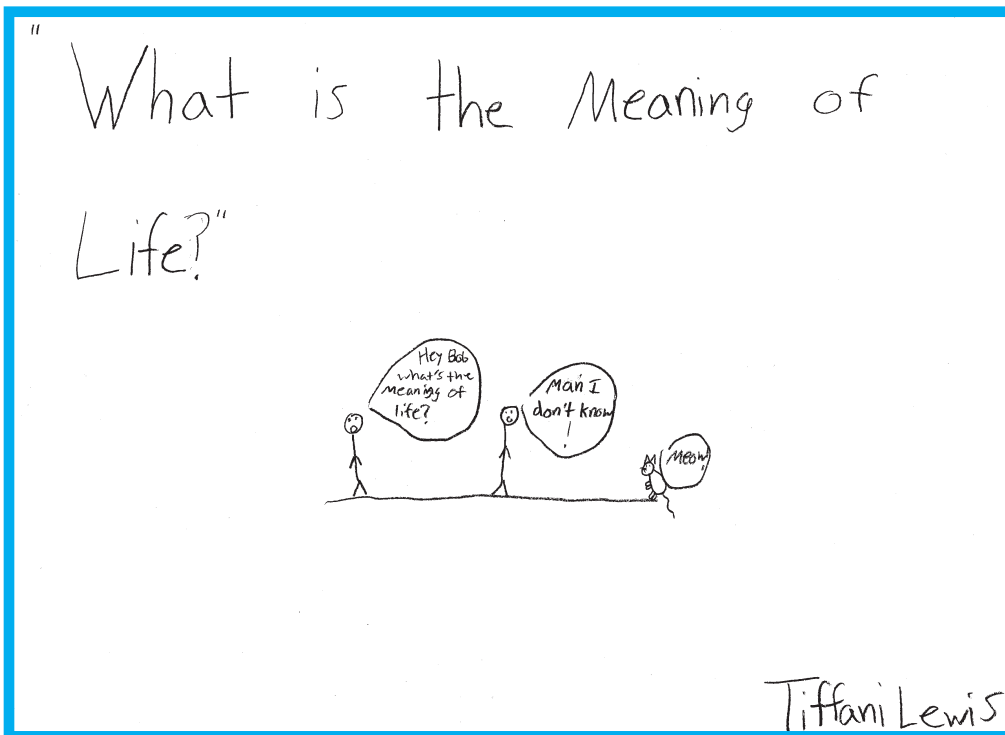 "What is the Meaning of
Life?"
Hey Bob
what's the
meaning of
life?
Man I
don't know
!
Meow
Tiffani Lewis